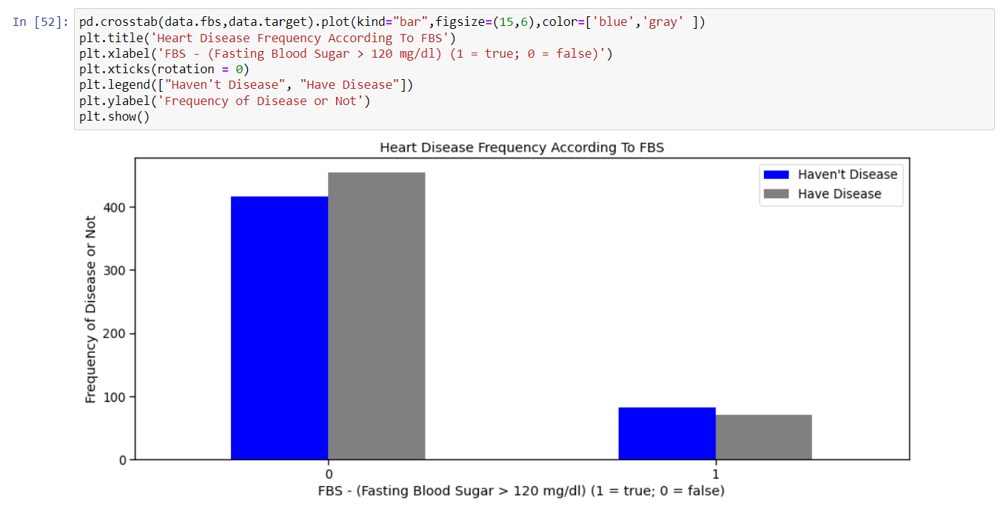 In [52]:
pd.crosstab(data.fbs,data.target).plot(kind="bar",figsize=(15,6),color=['blue','gray' ])
plt.title('Heart Disease Frequency According To FBS')
plt.xlabel('FBS - (Fasting Blood Sugar > 120 mg/dl) (1 = true; 0 = false)')
plt.xticks(rotation = 0)
plt.legend(["Haven't Disease", "Have Disease"])
plt.ylabel('Frequency of Disease or Not')
plt.show()
Heart Disease Frequency According To FBS
Haven't Disease
Have Disease
Frequency of Disease or Not
400
300
200
100
0
0
1
FBS - (Fasting Blood Sugar > 120 mg/dl) (1 = true; 0 = false)